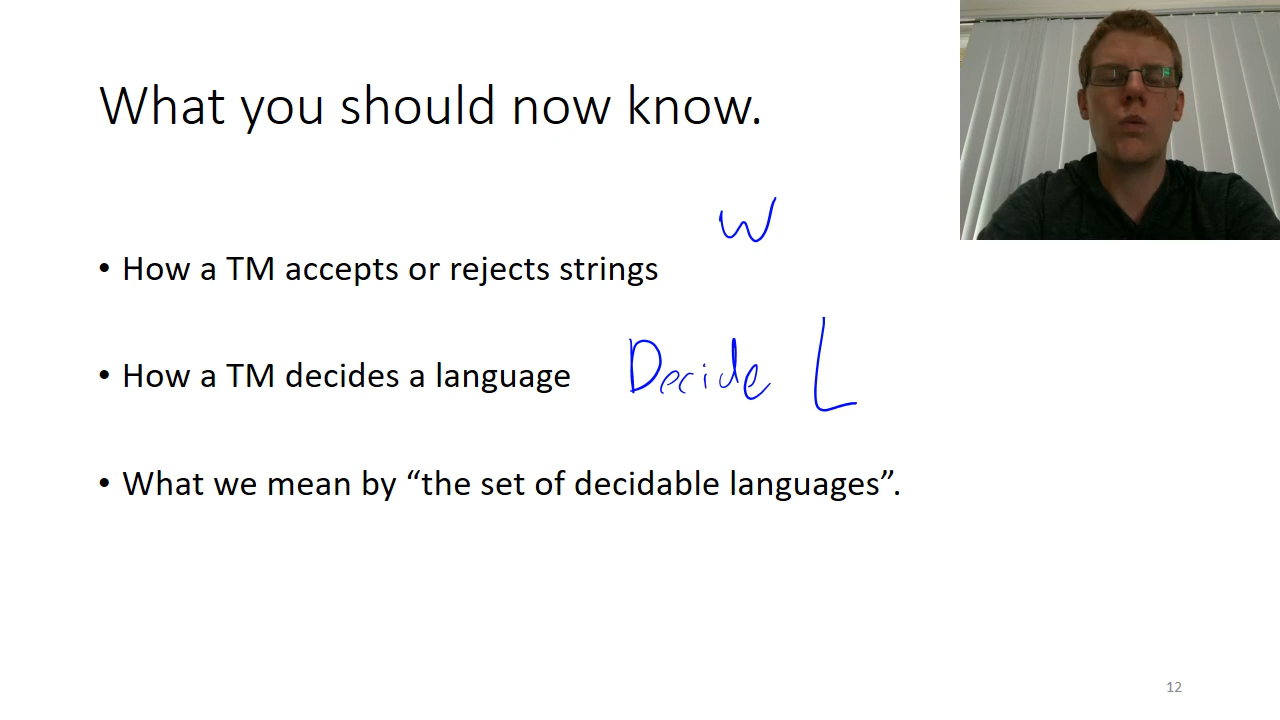 What you should now know.
w
• How a TM accepts or rejects strings
• How a TM decides a language Decide L
• What we mean by “the set of decidable languages”.
12